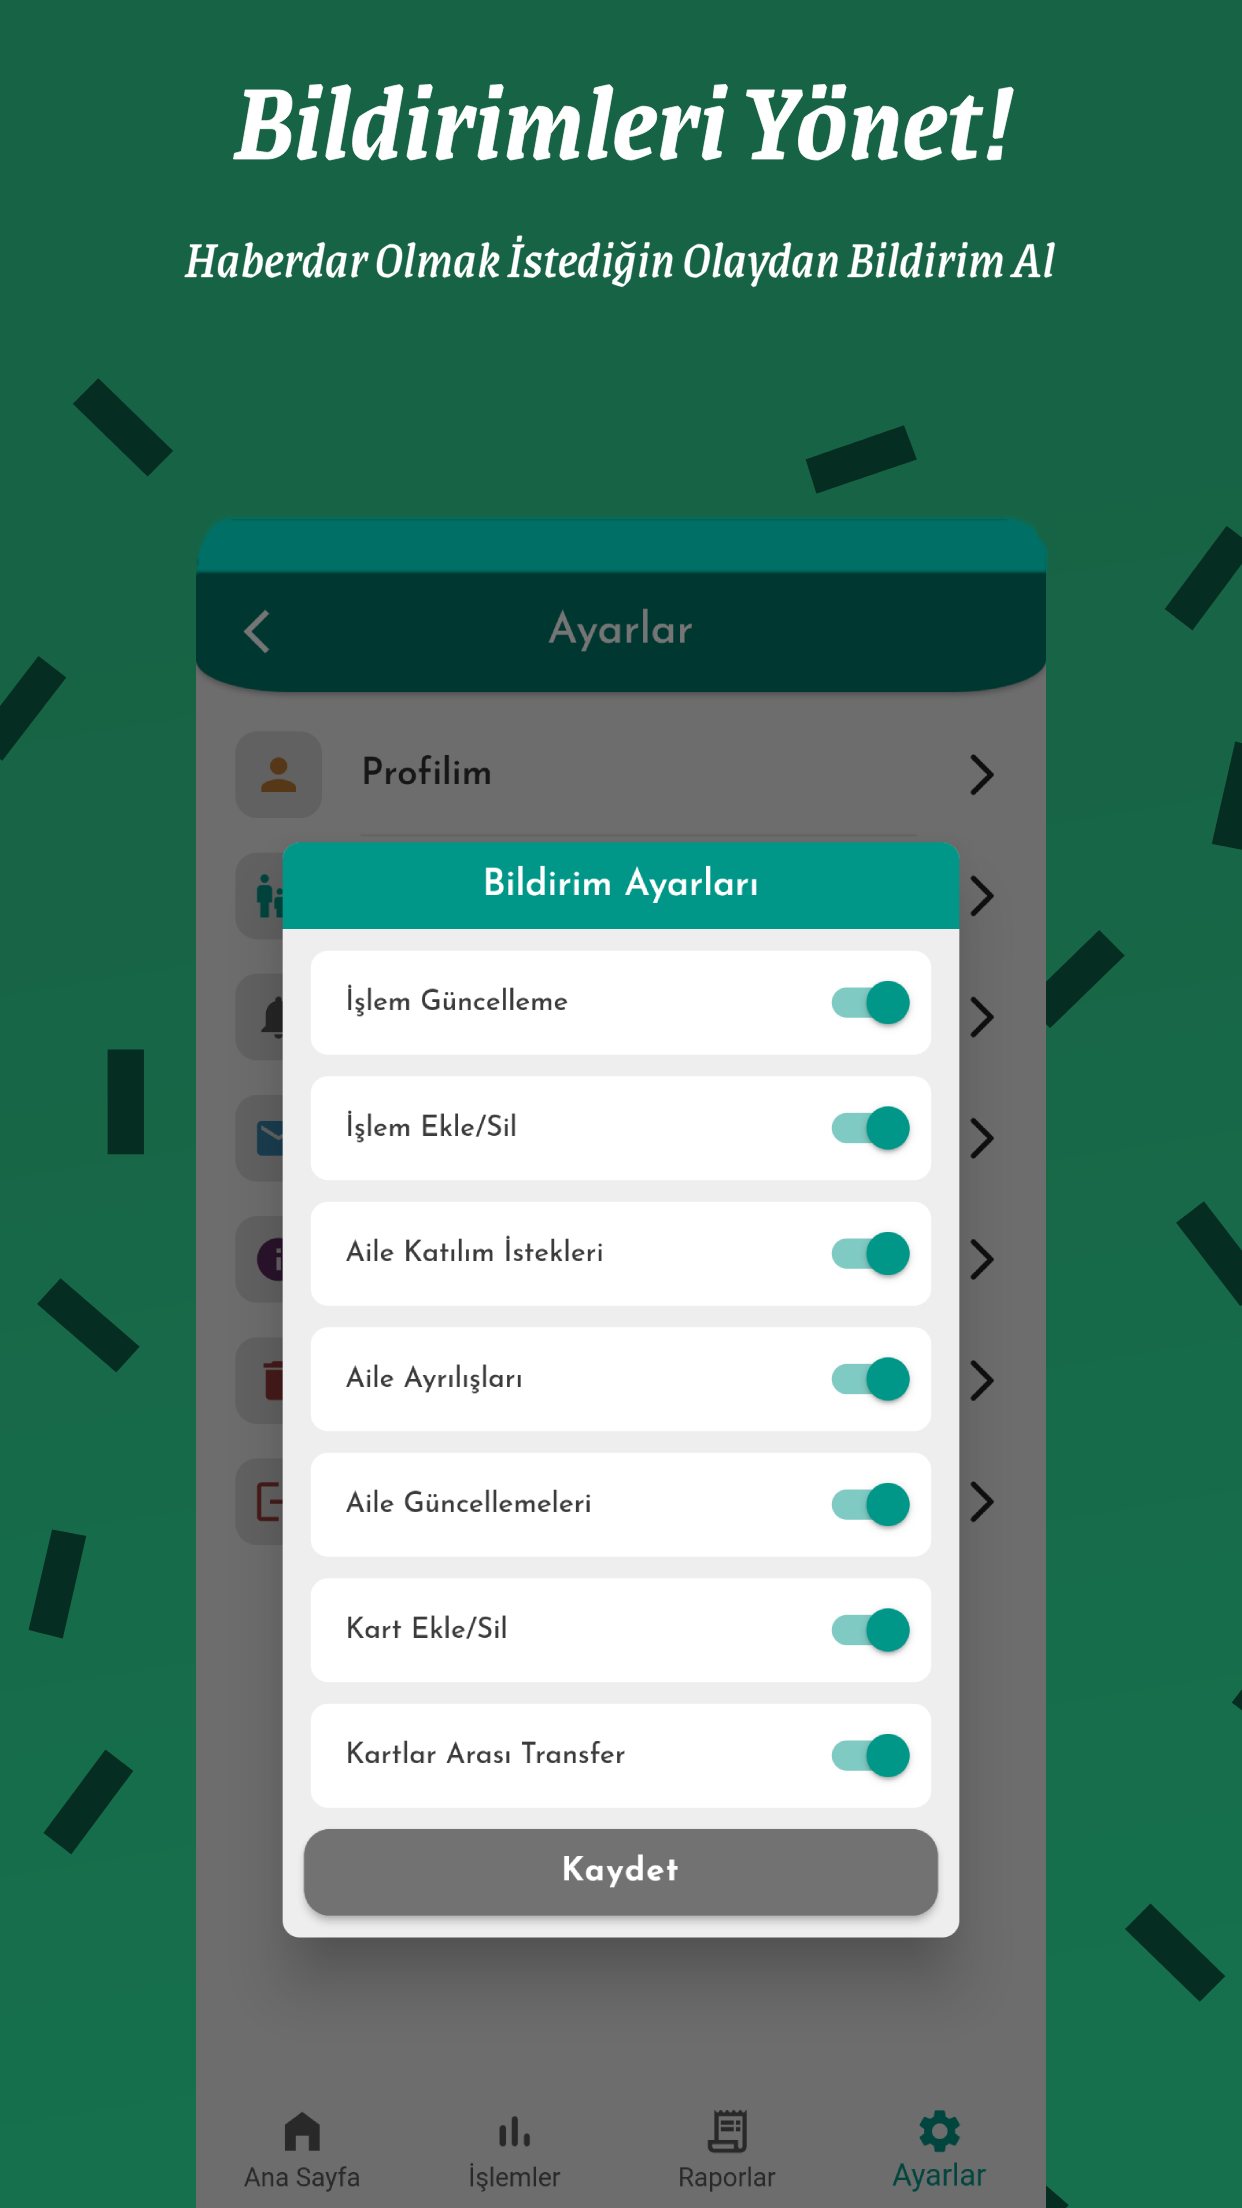 Bildirimleri Yönet!
Haberdar Olmak İstediğin Olaydan Bildirim Al
Ayarlar
Profilim
Bildirim Ayarları
İşlem Güncelleme
İşlem Ekle/Sil
Aile Katılım İstekleri
Aile Ayrılışları
Aile Güncellemeleri
Kart Ekle/Sil
Kartlar Arası Transfer
Kaydet
Ana Sayfa
İşlemler
Raporlar
Ayarlar